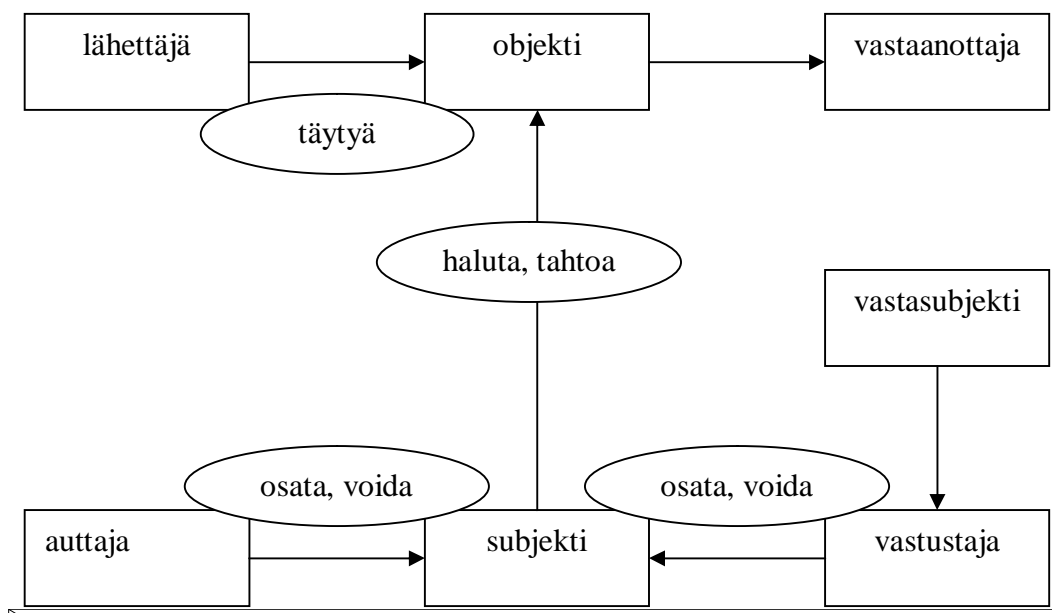 lähettäjä
objekti
vastaanottaja
täytyä
haluta, tahtoa
vastasubjekti
osata, voida
osata, voida
auttaja
subjekti
vastustaja